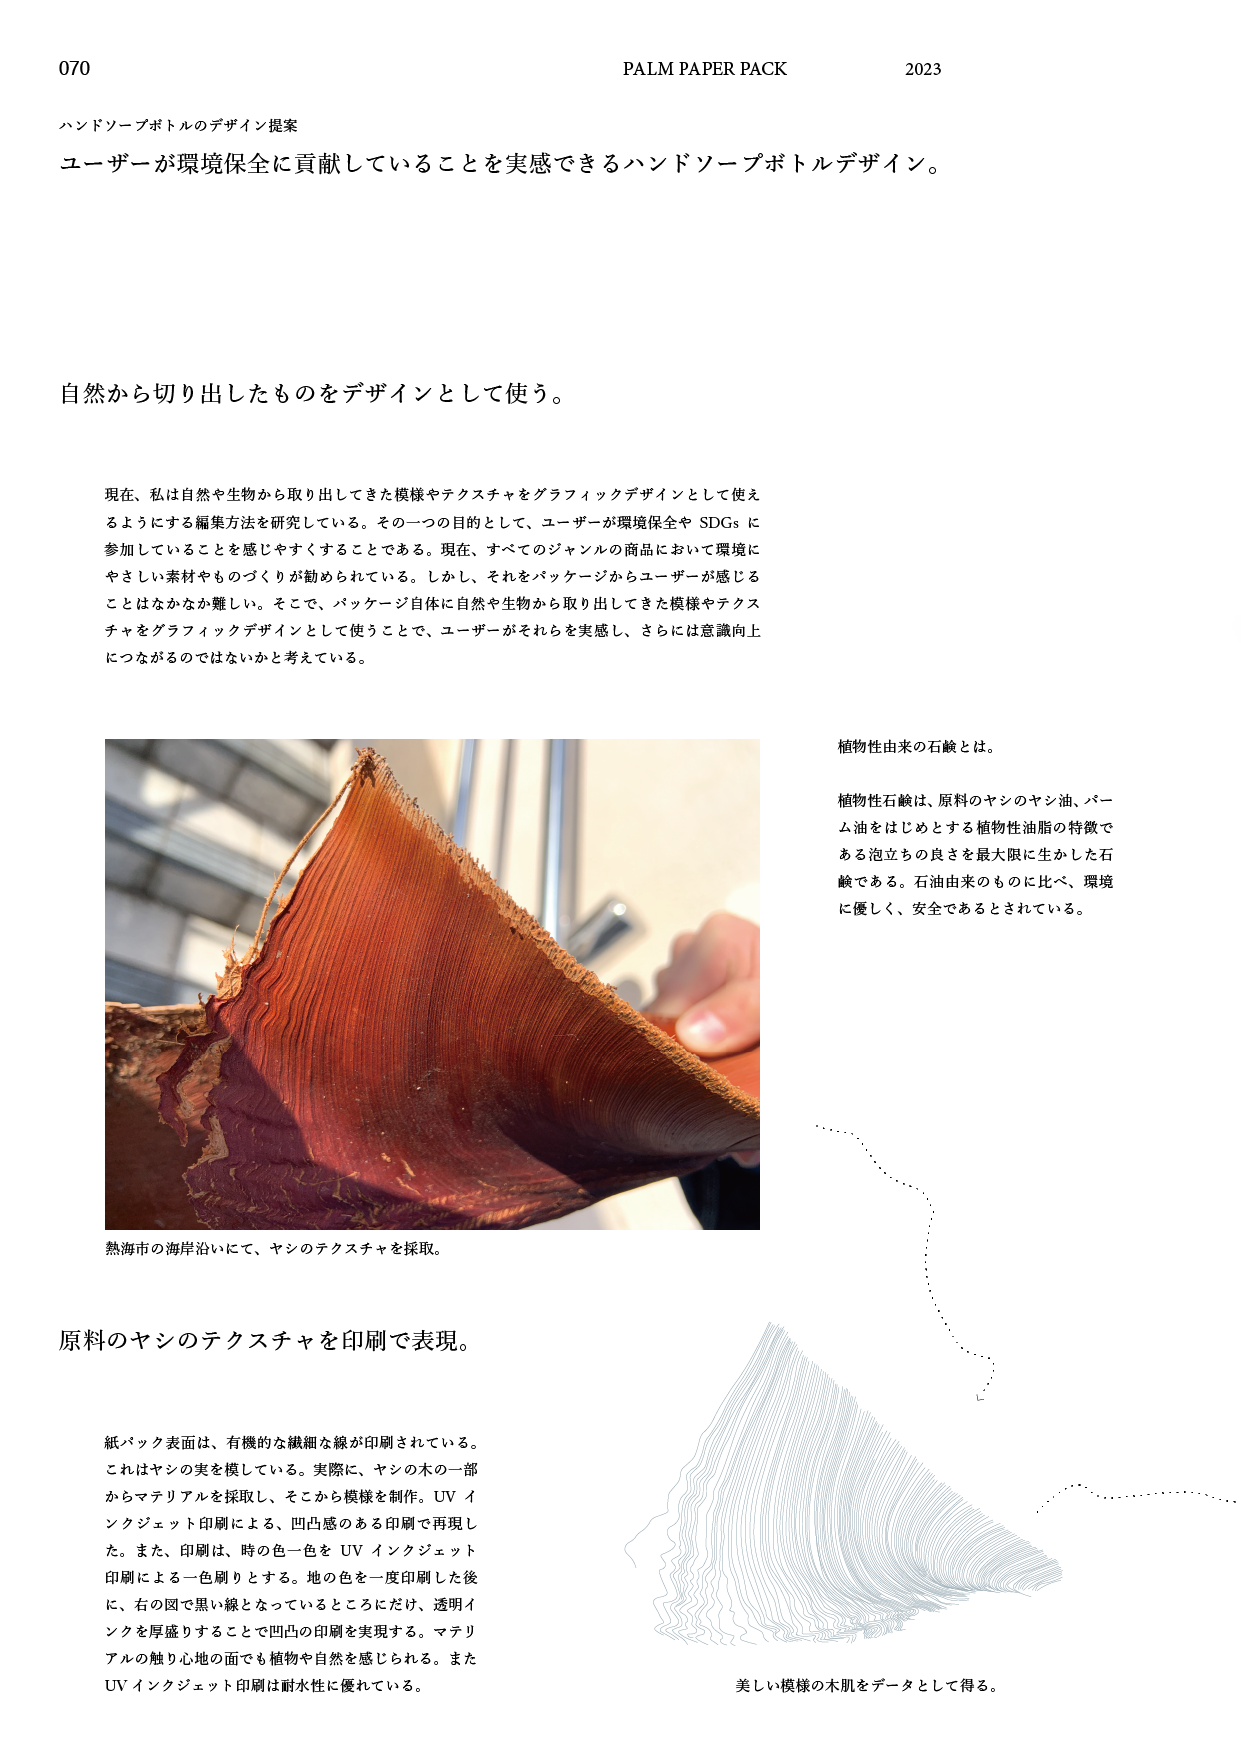 070
PALM PAPER PACK
2023
ハンドソープボトルのデザイン提案
ユーザーが環境保全に貢献していることを実感できるハンドソープボトルデザイン。
自然から切り出したものをデザインとして使う。
現在、私は自然や生物から取り出してきた模様やテクスチャをグラフィックデザインとして使え
るようにする編集方法を研究している。その一つの目的として、ユーザーが環境保全や SDGs に
参加していることを感じやすくすることである。現在、すべてのジャンルの商品において環境に
やさしい素材やものづくりが勧められている。しかし、それをパッケージからユーザーが感じる
ことはなかなか難しい。そこで、パッケージ自体に自然や生物から取り出してきた模様やテクス
チャをグラフィックデザインとして使うことで、ユーザーがそれらを実感し、さらには意識向上
につながるのではないかと考えている。
植物性由来の石鹸とは。
植物性石鹸は、原料のヤシのヤシ油、パー
ム油をはじめとする植物性油脂の特徴で
ある泡立ちの良さを最大限に生かした石
鹸である。石油由来のものに比べ、環境
に優しく、安全であるとされている。
熱海市の海岸沿いにて、ヤシのテクスチャを採取。
原料のヤシのテクスチャを印刷で表現。
紙パック表面は、有機的な繊細な線が印刷されている。
これはヤシの実を模している。実際に、ヤシの木の一部
からマテリアルを採取し、そこから模様を制作。UV イ
ンクジェット印刷による、凹凸感のある印刷で再現し
た。また、印刷は、時の色一色を UV インクジェット
印刷による一色刷りとする。地の色を一度印刷した後
に、右の図で黒い線となっているところにだけ、透明イ
ンクを厚盛りすることで凹凸の印刷を実現する。マテリ
アルの触り心地の面でも植物や自然を感じられる。また
UV インクジェット印刷は耐水性に優れている。
美しい模様の木肌をデータとして得る。